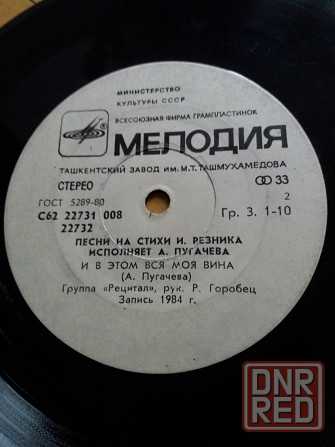 МИНИСТЕРСТВО
КУЛЬТУРЫ СССР
ВСЕСОЮЗНАЯ ФИРМА ГРАМПЛАСТИНОК
МЕЛОДИЯ
ТАШКЕНТСКИЙ ЗАВОД ИМ. М.Т. ТАШМУХАМЕДОВА
СТЕРЕО 33
ГОСТ 5289-80 2
С62 22731 008 Гр. 3. 1-10
22732
ПЕСНИ НА СТИХИ И. РЕЗНИКА
ИСПОЛНЯЕТ А. ПУГАЧЕВА
И В ЭТОМ ВСЯ МОЯ ВИНА
(А. Пугачева)
Группа «Рецитал», рук. Р. Горобец
Запись 1984 г.
DNR
RED